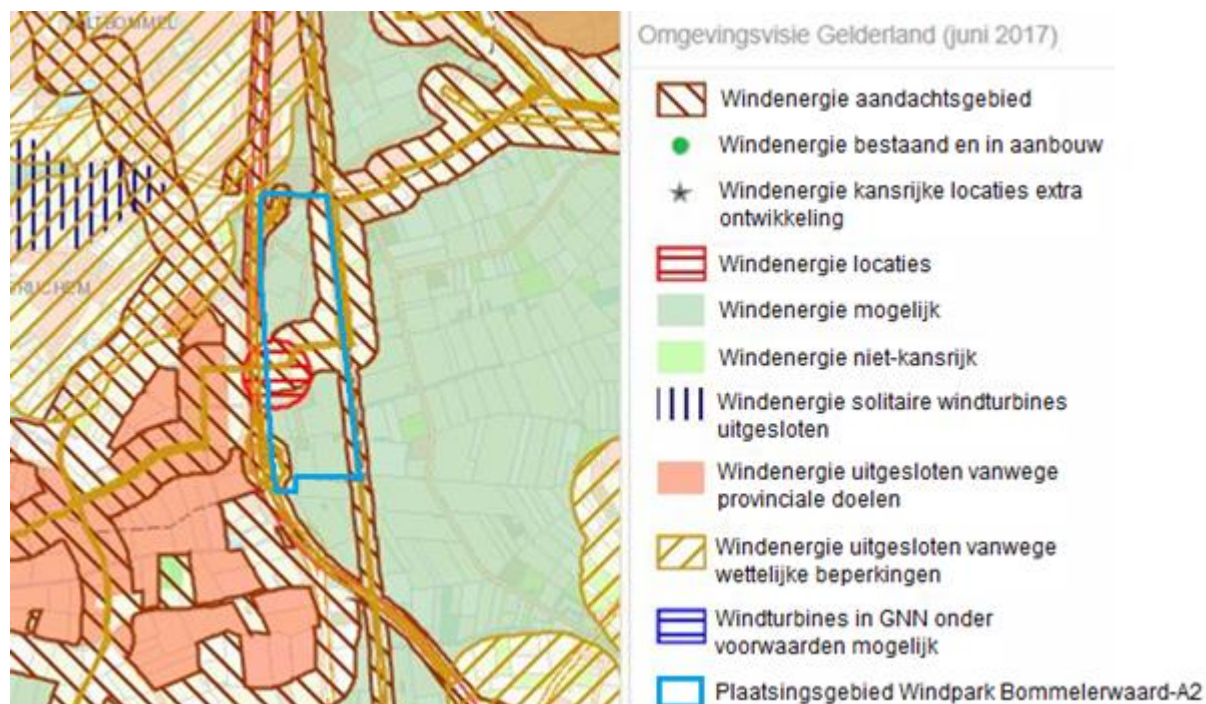 LTBOMMEL
Omgevingsvisie Gelderland (juni 2017)
Windenergie aandachtsgebied
Windenergie bestaand en in aanbouw
Windenergie kansrijke locaties extra
ontwikkeling
Windenergie locaties
Windenergie mogelijk
Windenergie niet-kansrijk
Windenergie solitaire windturbines
uitgesloten
Windenergie uitgesloten vanwege
provinciale doelen
Windenergie uitgesloten vanwege
wettelijke beperkingen
Windturbines in GNN onder
voorwaarden mogelijk
Plaatsingsgebied Windpark Bommelerwaard-A2